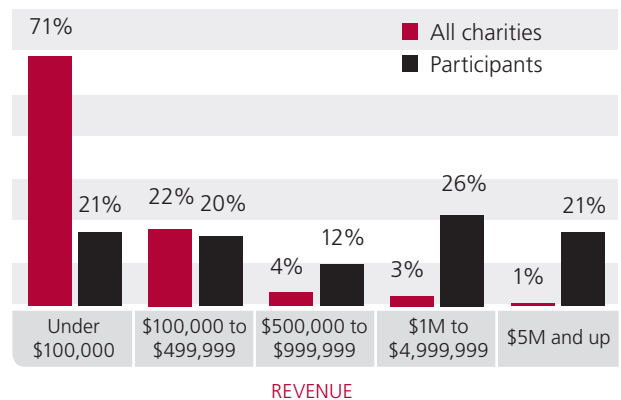 71%
All charities
Participants
21%
22%
20%
4%
12%
3%
26%
1%
21%
Under
$100,000
$100,000 to
$499,999
$500,000 to
$999,999
$1M to
$4,999,999
$5M and up
REVENUE